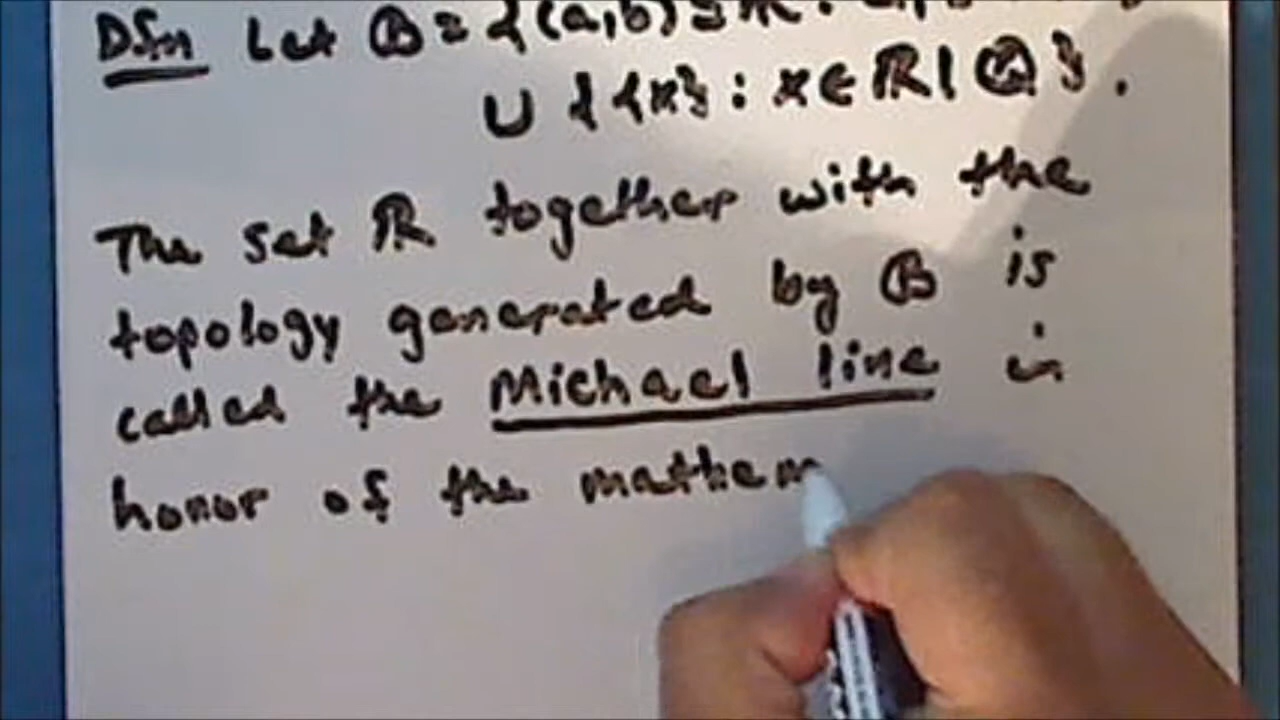 Dfn Let B = {(a,b) ⊆ R :
∪ {{x} : x ∈ R \ Q}.
The set R together with the
topology generated by B is
called the Michael line in
honor of the mathem